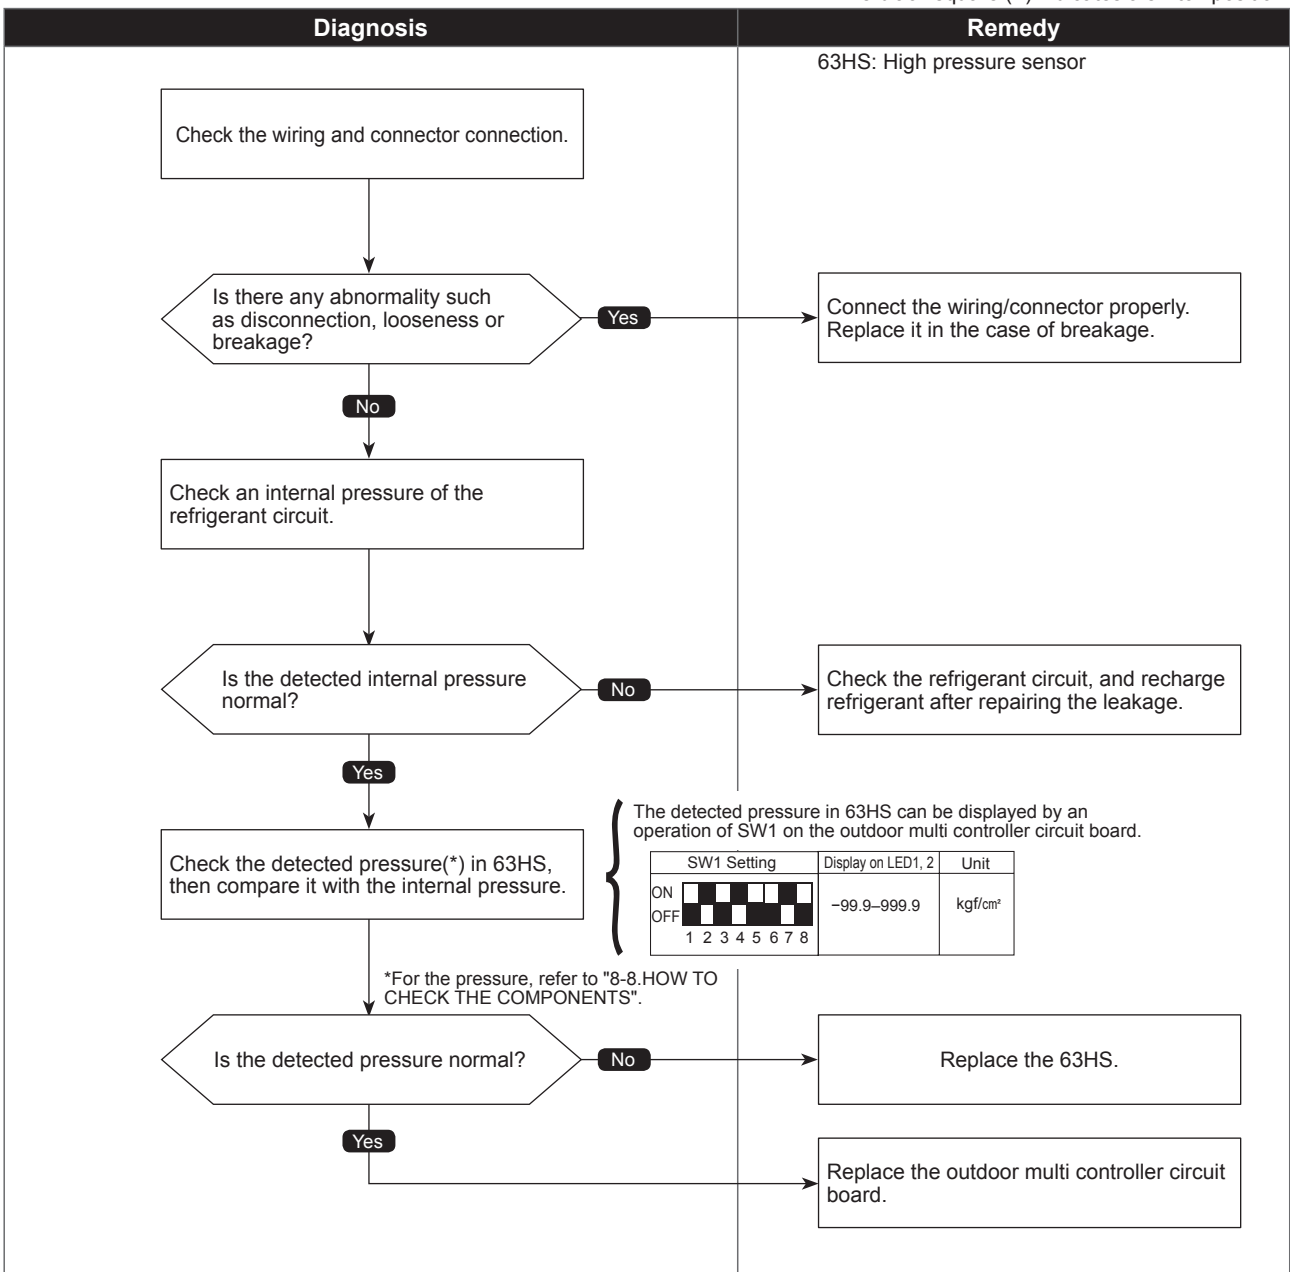 Diagnosis
Remedy
63HS: High pressure sensor
Check the wiring and connector connection.
Is there any abnormality such
as disconnection, looseness or
breakage?
Yes
Connect the wiring/connector properly.
Replace it in the case of breakage.
No
Check an internal pressure of the
refrigerant circuit.
Is the detected internal pressure
normal?
No
Check the refrigerant circuit, and recharge
refrigerant after repairing the leakage.
Yes
Check the detected pressure(*) in 63HS,
then compare it with the internal pressure.
The detected pressure in 63HS can be displayed by an
operation of SW1 on the outdoor multi controller circuit board.
SW1 Setting
Display on LED1, 2
Unit
ON
OFF
1 2 3 4 5 6 7 8
−99.9–999.9
kgf/cm²
*For the pressure, refer to "8-8.HOW TO
CHECK THE COMPONENTS".
Is the detected pressure normal?
No
Replace the 63HS.
Yes
Replace the outdoor multi controller circuit
board.